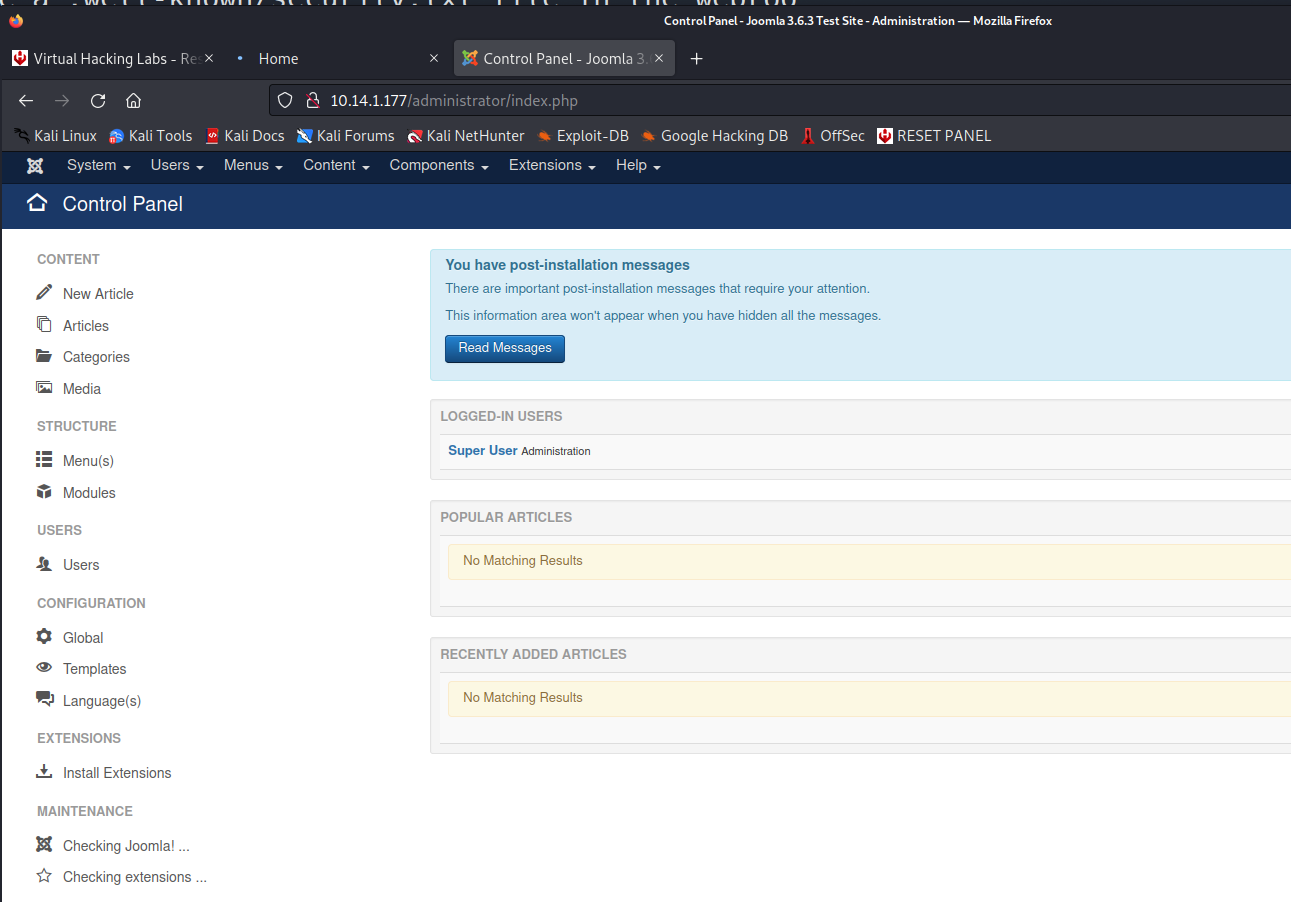 Control Panel - Joomla 3.6.3 Test Site - Administration — Mozilla Firefox
Virtual Hacking Labs - Re
Home
Control Panel - Joomla 3.
10.14.1.177/administrator/index.php
Kali Linux Kali Tools Kali Docs Kali Forums Kali NetHunter Exploit-DB Google Hacking DB OffSec RESET PANEL
System Users Menus Content Components Extensions Help
Control Panel
CONTENT
New Article
Articles
Categories
Media
STRUCTURE
Menu(s)
Modules
USERS
Users
CONFIGURATION
Global
Templates
Language(s)
EXTENSIONS
Install Extensions
MAINTENANCE
Checking Joomla! ...
Checking extensions ...
You have post-installation messages
There are important post-installation messages that require your attention.
This information area won't appear when you have hidden all the messages.
Read Messages
LOGGED-IN USERS
Super User Administration
POPULAR ARTICLES
No Matching Results
RECENTLY ADDED ARTICLES
No Matching Results